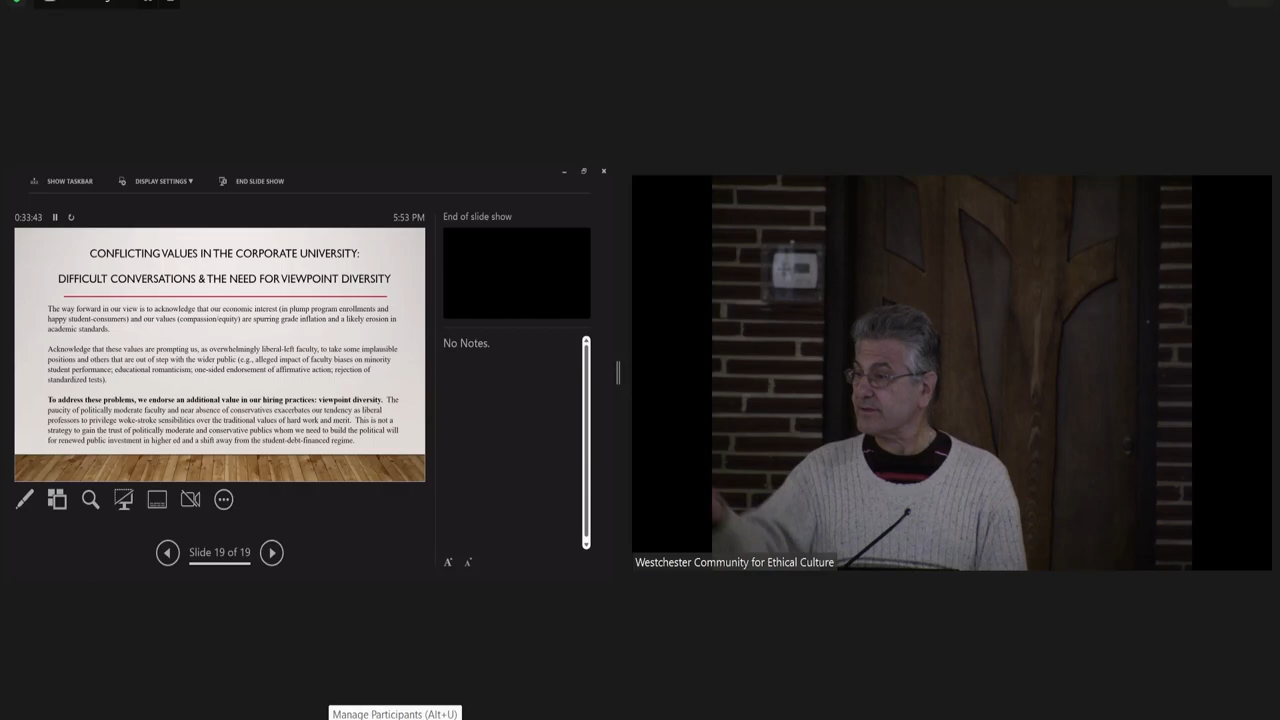 SHOW TASKBAR
DISPLAY SETTINGS ▾
END SLIDE SHOW
0:33:43
5:53 PM
End of slide show
CONFLICTING VALUES IN THE CORPORATE UNIVERSITY:
DIFFICULT CONVERSATIONS & THE NEED FOR VIEWPOINT DIVERSITY
The way forward in our view is to acknowledge that our economic interest (in plump program enrollments and
happy student-consumers) and our values (compassion/equity) are spurring grade inflation and a likely erosion in
academic standards.
Acknowledge that these values are prompting us, as overwhelmingly liberal-left faculty, to take some implausible
positions and others that are out of step with the wider public (e.g., alleged impact of faculty biases on minority
student performance; educational romanticism; one-sided endorsement of affirmative action; rejection of
standardized tests).
To address these problems, we endorse an additional value in our hiring practices: viewpoint diversity. The
paucity of politically moderate faculty and near absence of conservatives exacerbates our tendency as liberal
professors to privilege woke-stroke sensibilities over the traditional values of hard work and merit. This is not a
strategy to gain the trust of politically moderate and conservative publics whom we need to build the political will
for renewed public investment in higher ed and a shift away from the student-debt-financed regime.
No Notes.
Slide 19 of 19
A A
Westchester Community for Ethical Culture
Manage Participants (Alt+U)